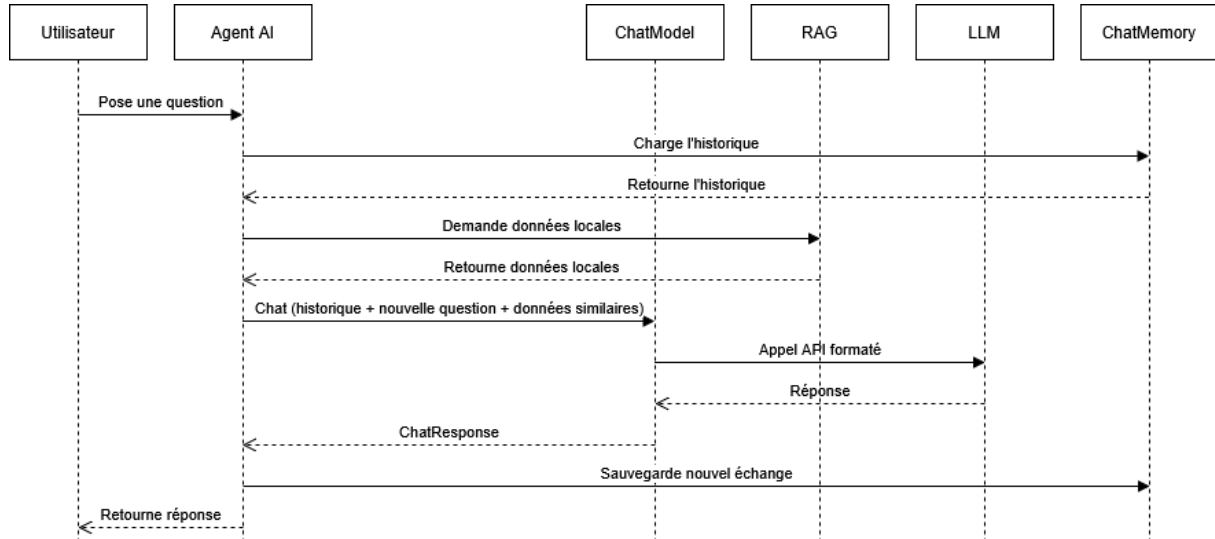 Utilisateur
Agent AI
ChatModel
RAG
LLM
ChatMemory
Pose une question
Charge l'historique
Retourne l'historique
Demande données locales
Retourne données locales
Chat (historique + nouvelle question + données similaires)
Appel API formaté
Réponse
ChatResponse
Sauvegarde nouvel échange
Retourne réponse